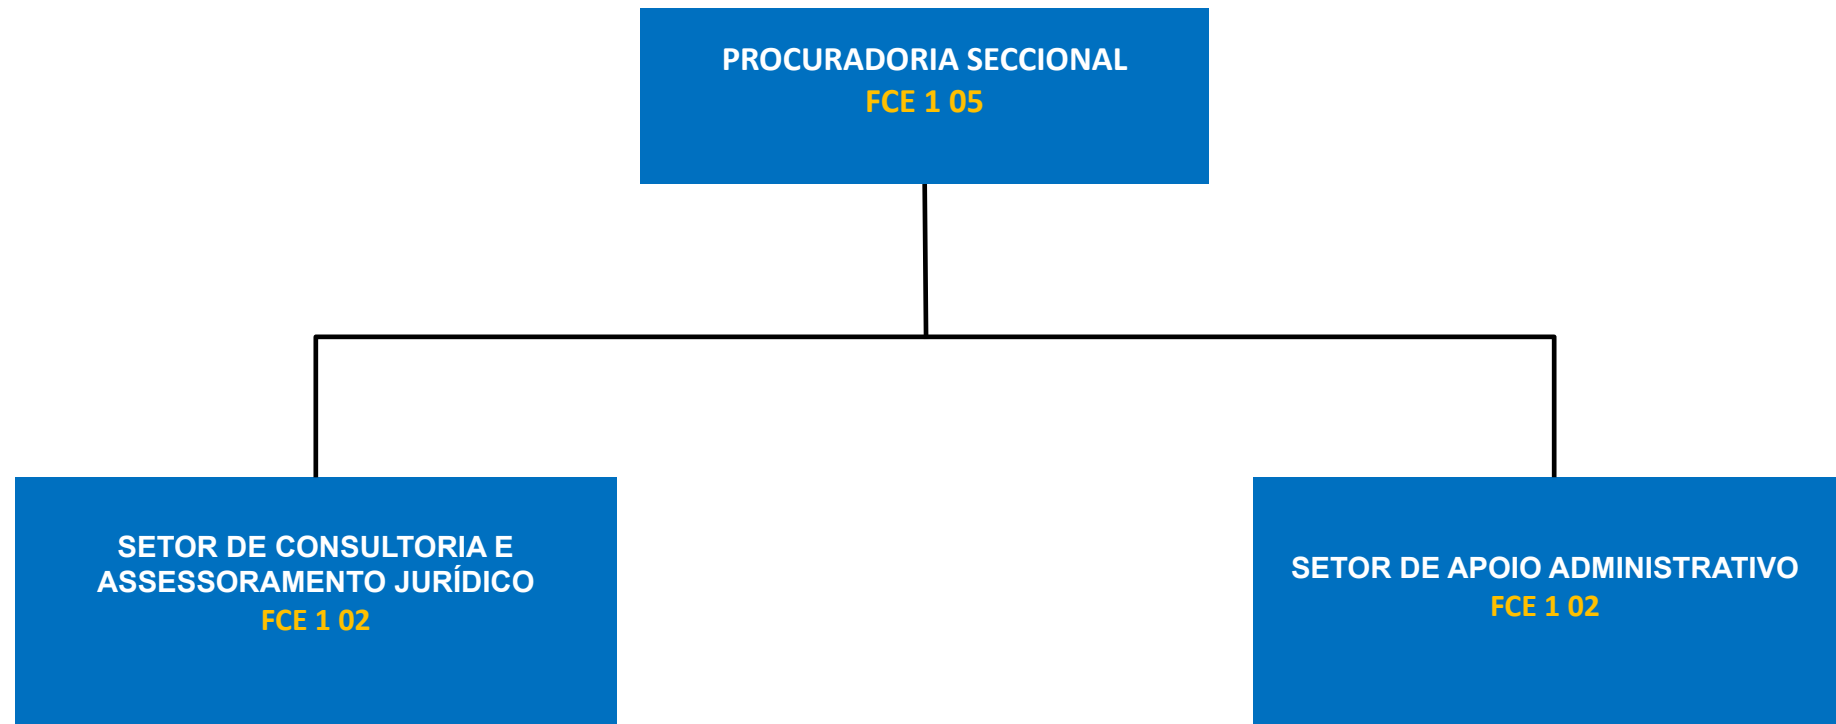 PROCURADORIA SECCIONAL
FCE 1 05
SETOR DE CONSULTORIA E
ASSESSORAMENTO JURÍDICO
FCE 1 02
SETOR DE APOIO ADMINISTRATIVO
FCE 1 02